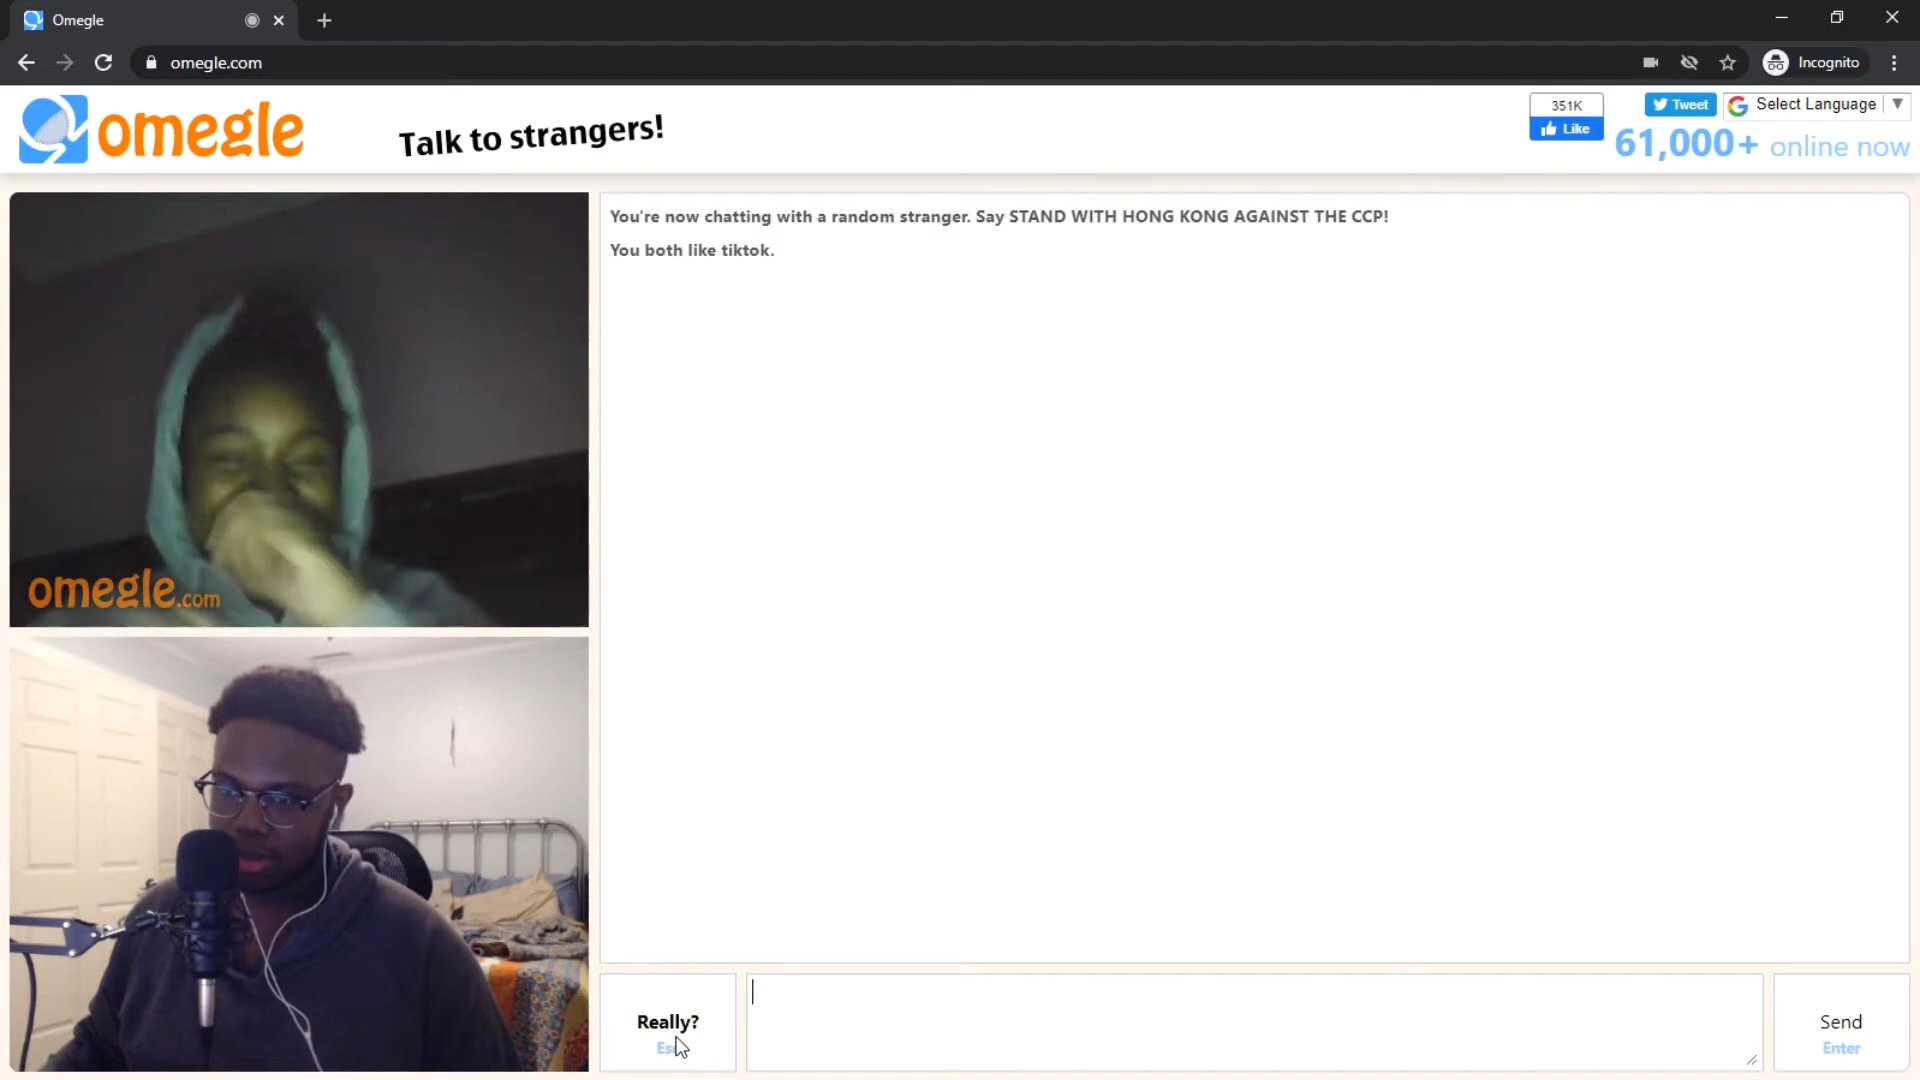 Omegle
omegle.com
Incognito
omegle
Talk to strangers!
351K
Like
Tweet
Select Language
61,000+ online now
You're now chatting with a random stranger. Say STAND WITH HONG KONG AGAINST THE CCP!
You both like tiktok.
omegle.com
Really?
Send
Enter